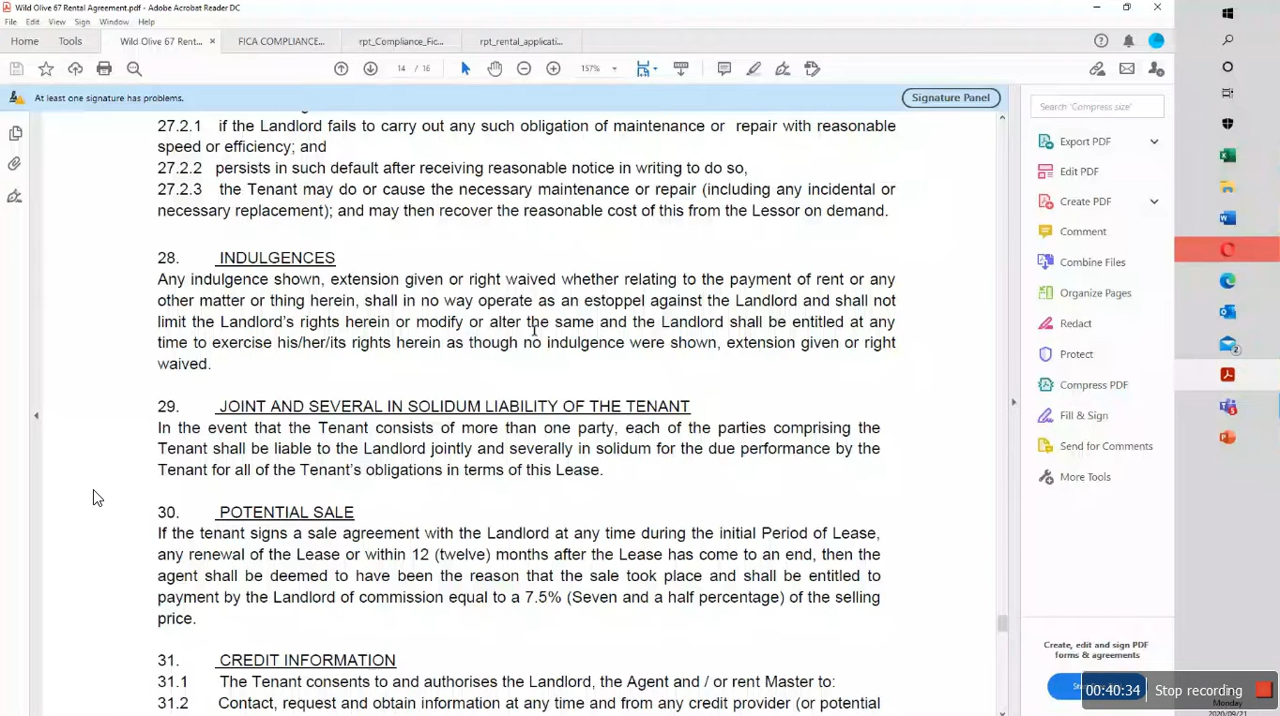 Wild Olive 67 Rental Agreement.pdf - Adobe Acrobat Reader DC
File Edit View Sign Window Help
Home Tools Wild Olive 67 Rent... × FICA COMPLIANCE... rpt_Compliance_Fic... rpt_rental_applicati...
14 / 16 157%
At least one signature has problems. Signature Panel
27.2.1 if the Landlord fails to carry out any such obligation of maintenance or repair with reasonable
speed or efficiency; and
27.2.2 persists in such default after receiving reasonable notice in writing to do so,
27.2.3 the Tenant may do or cause the necessary maintenance or repair (including any incidental or
necessary replacement); and may then recover the reasonable cost of this from the Lessor on demand.
28. INDULGENCES
Any indulgence shown, extension given or right waived whether relating to the payment of rent or any
other matter or thing herein, shall in no way operate as an estoppel against the Landlord and shall not
limit the Landlord's rights herein or modify or alter the same and the Landlord shall be entitled at any
time to exercise his/her/its rights herein as though no indulgence were shown, extension given or right
waived.
29. JOINT AND SEVERAL IN SOLIDUM LIABILITY OF THE TENANT
In the event that the Tenant consists of more than one party, each of the parties comprising the
Tenant shall be liable to the Landlord jointly and severally in solidum for the due performance by the
Tenant for all of the Tenant's obligations in terms of this Lease.
30. POTENTIAL SALE
If the tenant signs a sale agreement with the Landlord at any time during the initial Period of Lease,
any renewal of the Lease or within 12 (twelve) months after the Lease has come to an end, then the
agent shall be deemed to have been the reason that the sale took place and shall be entitled to
payment by the Landlord of commission equal to a 7.5% (Seven and a half percentage) of the selling
price.
31. CREDIT INFORMATION
31.1 The Tenant consents to and authorises the Landlord, the Agent and / or rent Master to:
31.2 Contact, request and obtain information at any time and from any credit provider (or potential
Search 'Compress size'
Export PDF
Edit PDF
Create PDF
Comment
Combine Files
Organize Pages
Redact
Protect
Compress PDF
Fill & Sign
Send for Comments
More Tools
Create, edit and sign PDF
forms & agreements
00:40:34 Stop recording
Monday
2020/09/21